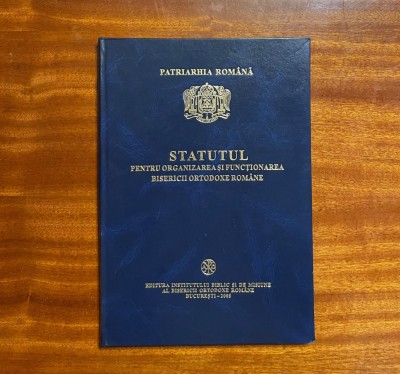 PATRIARHIA ROMÂNĂ
STATUTUL
PENTRU ORGANIZAREA ȘI FUNCȚIONAREA
BISERICII ORTODOXE ROMÂNE
EDITURA INSTITUTULUI BIBLIC ȘI DE MISIUNE
AL BISERICII ORTODOXE ROMÂNE
BUCUREȘTI –